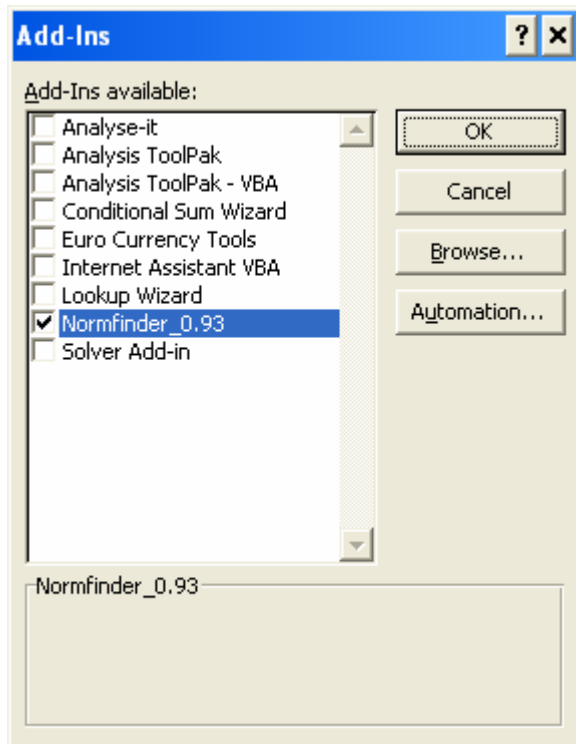 Add-Ins
Add-Ins available:
Analyse-it
Analysis ToolPak
Analysis ToolPak - VBA
Conditional Sum Wizard
Euro Currency Tools
Internet Assistant VBA
Lookup Wizard
Normfinder_0.93
Solver Add-in
OK
Cancel
Browse...
Automation...
Normfinder_0.93